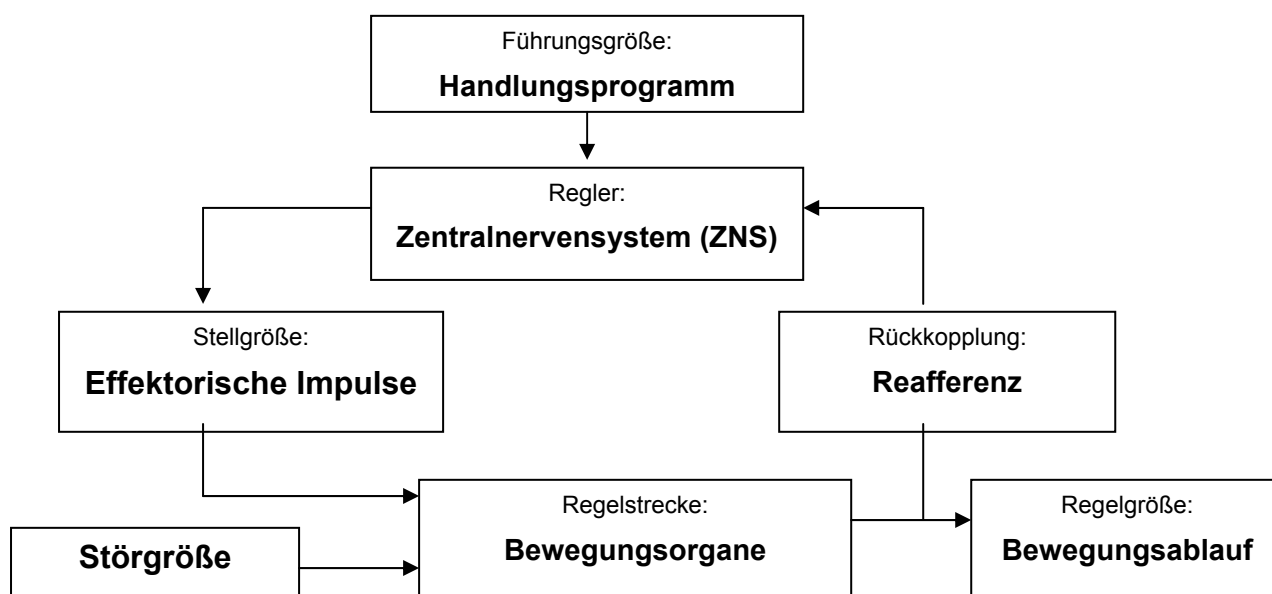 Führungsgröße:
Handlungsprogramm
Regler:
Zentralnervensystem (ZNS)
Stellgröße:
Effektorische Impulse
Rückkopplung:
Reafferenz
Störgröße
Regelstrecke:
Bewegungsorgane
Regelgröße:
Bewegungsablauf